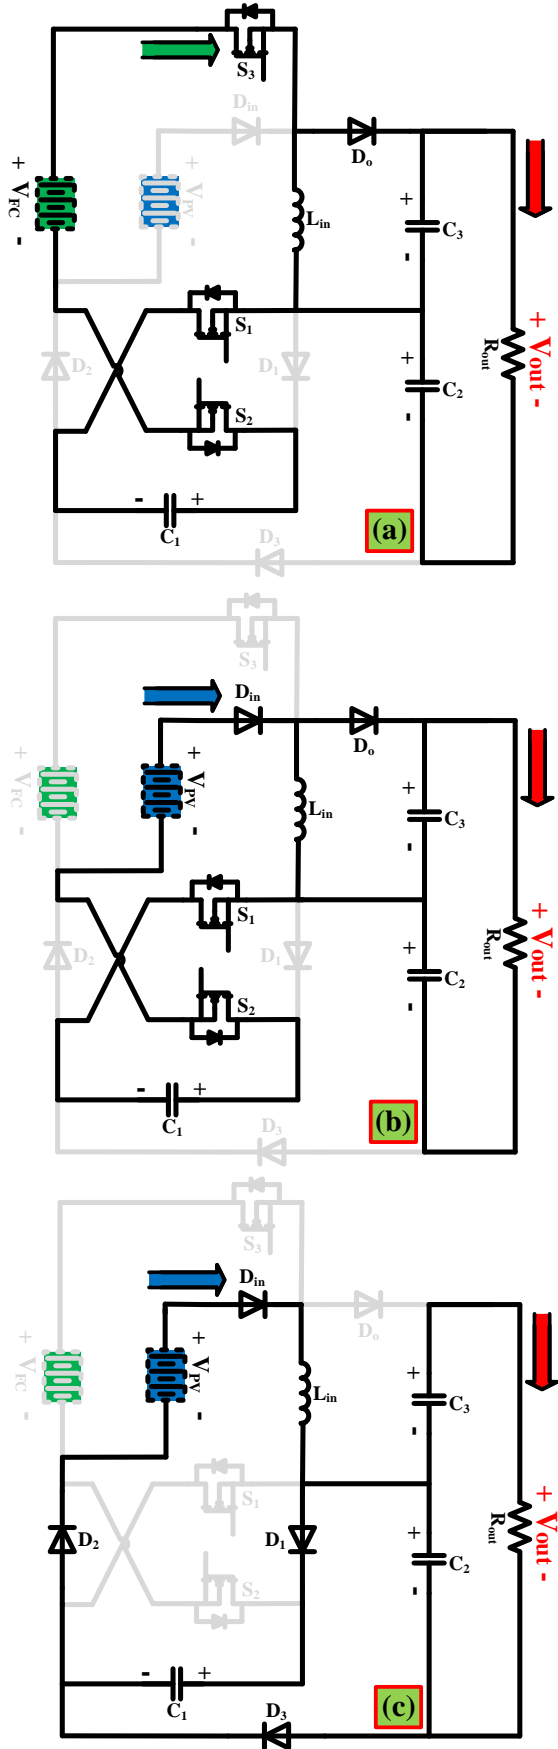 S3
Din
Do
+
VFC
-
+
VPV
-
Lin
+
C3
-
S1
D2
D1
S2
+
C2
-
Rout
+ Vout -
-
+
C1
D3
(a)
S3
Din
Do
+
VFC
-
+
VPV
-
Lin
+
C3
-
S1
D2
D1
S2
+
C2
-
Rout
+ Vout -
-
+
C1
D3
(b)
S3
Din
Do
+
VFC
-
+
VPV
-
Lin
+
C3
-
S1
D2
D1
S2
+
C2
-
Rout
+ Vout -
-
+
C1
D3
(c)